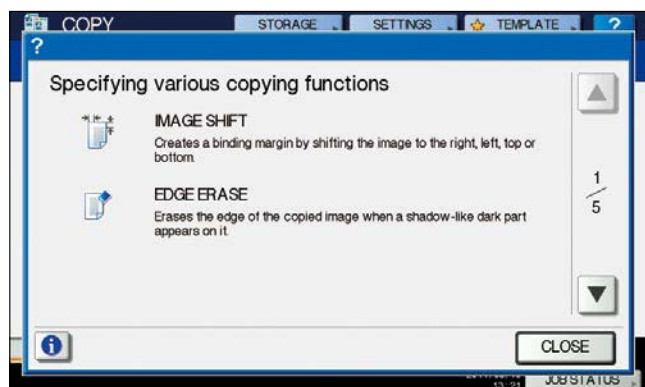 COPY
STORAGE
SETTINGS
TEMPLATE
?
?
Specifying various copying functions
IMAGE SHIFT
Creates a binding margin by shifting the image to the right, left, top or
bottom.
EDGE ERASE
Erases the edge of the copied image when a shadow-like dark part
appears on it.
1
5
CLOSE
JOB STATUS